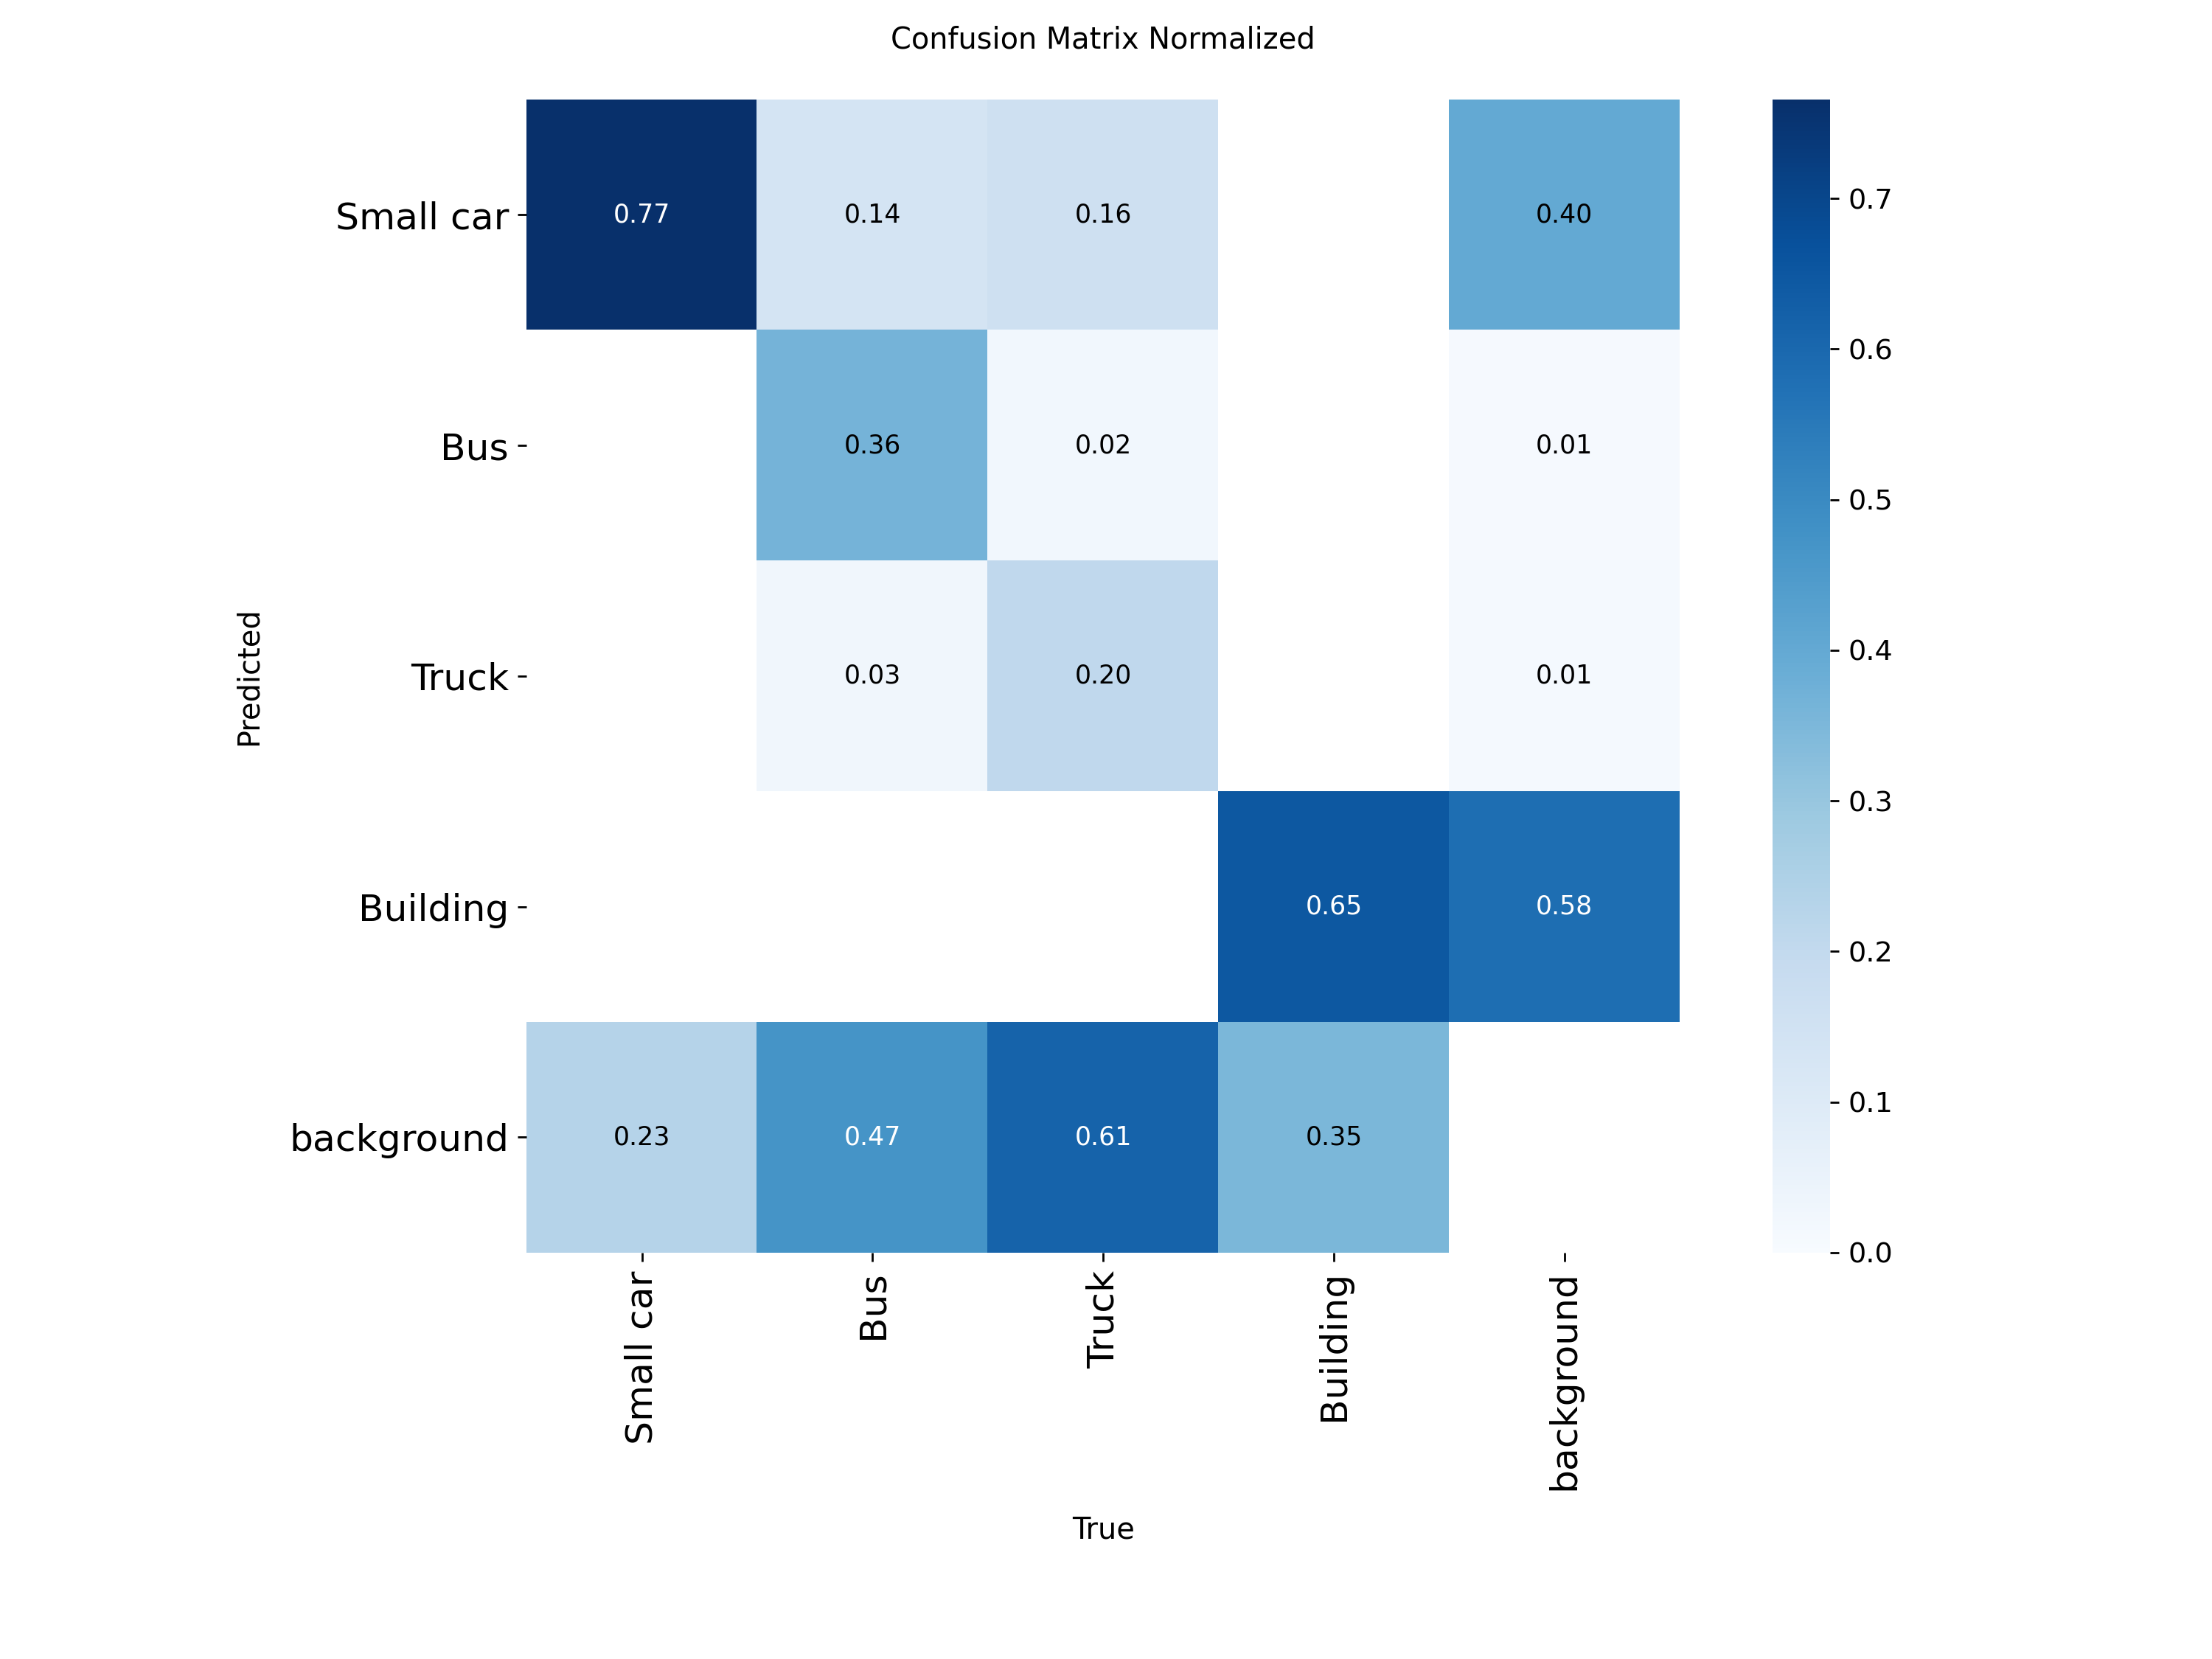 Confusion Matrix Normalized
Small car 0.77 0.14 0.16 0.40
Bus 0.36 0.02 0.01
Truck 0.03 0.20 0.01
Building 0.65 0.58
background 0.23 0.47 0.61 0.35
Predicted
Small car Bus Truck Building background
True
0.7
0.6
0.5
0.4
0.3
0.2
0.1
0.0